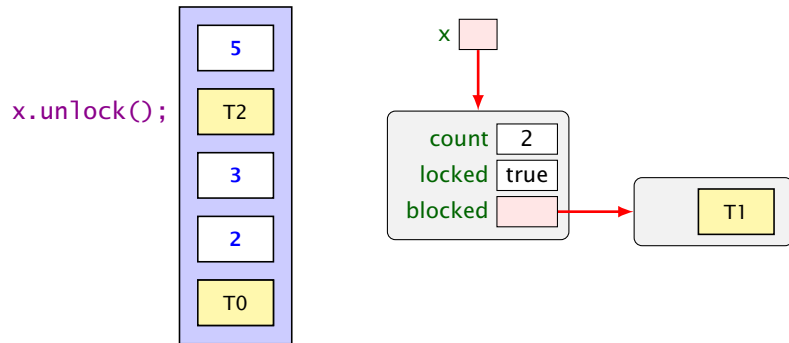 5
x.unlock();
T2
3
2
T0
x
count 2
locked true
blocked
T1